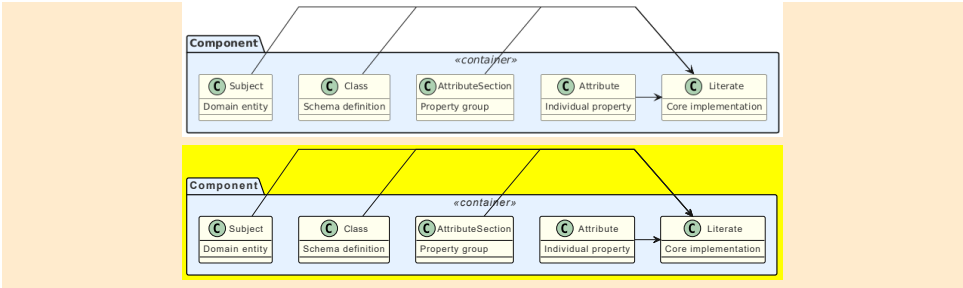 Component
«container»
C Subject C Class C AttributeSection C Attribute C Literate
Domain entity Schema definition Property group Individual property Core implementation
Component
«container»
C Subject C Class C AttributeSection C Attribute C Literate
Domain entity Schema definition Property group Individual property Core implementation